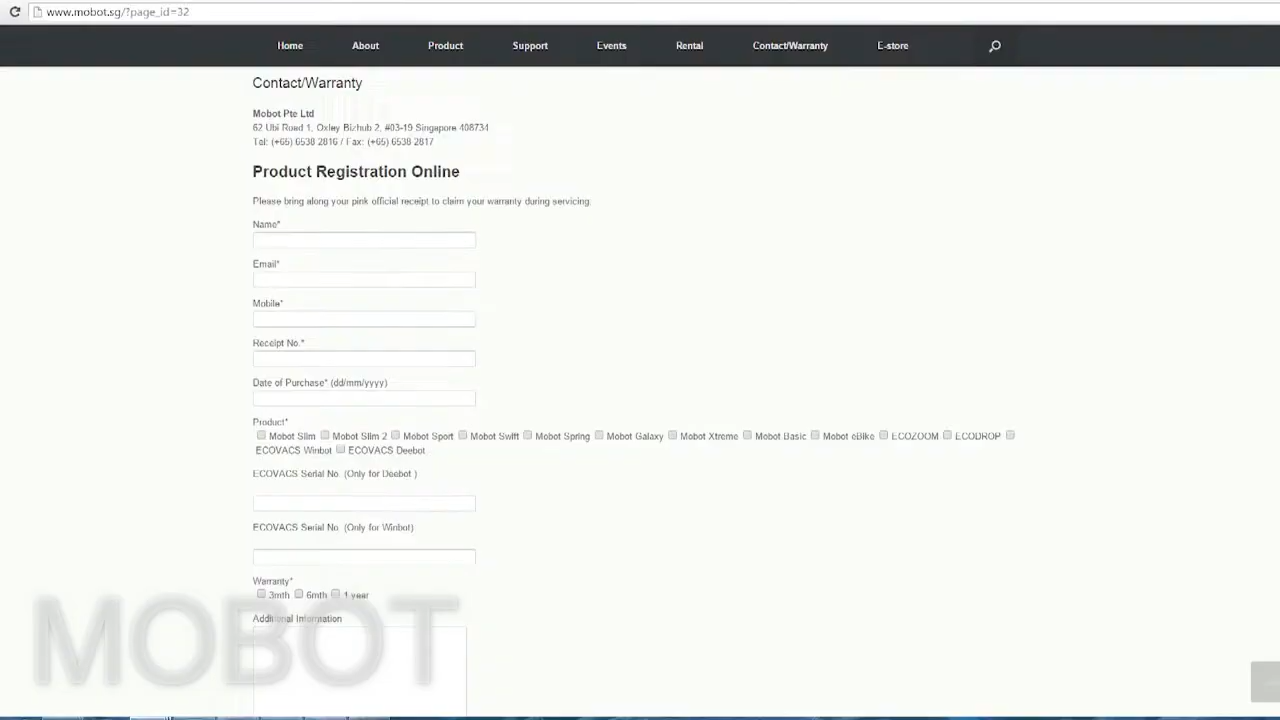 www.mobot.sg/?page_id=32
Home About Product Support Events Rental Contact/Warranty E-store
Contact/Warranty
Mobot Pte Ltd
62 Ubi Road 1, Oxley Bizhub 2, #03-19 Singapore 408734
Tel: (+65) 6538 2816 / Fax: (+65) 6538 2817
Product Registration Online
Please bring along your pink official receipt to claim your warranty during servicing.
Name*
Email*
Mobile*
Receipt No.*
Date of Purchase* (dd/mm/yyyy)
Product*
Mobot Slim Mobot Slim 2 Mobot Sport Mobot Swift Mobot Spring Mobot Galaxy Mobot Xtreme Mobot Basic Mobot eBike ECOZOOM ECODROP
ECOVACS Winbot ECOVACS Deebot
ECOVACS Serial No. (Only for Deebot )
ECOVACS Serial No. (Only for Winbot)
Warranty*
3mth 6mth 1 year
Additional Information
MOBOT